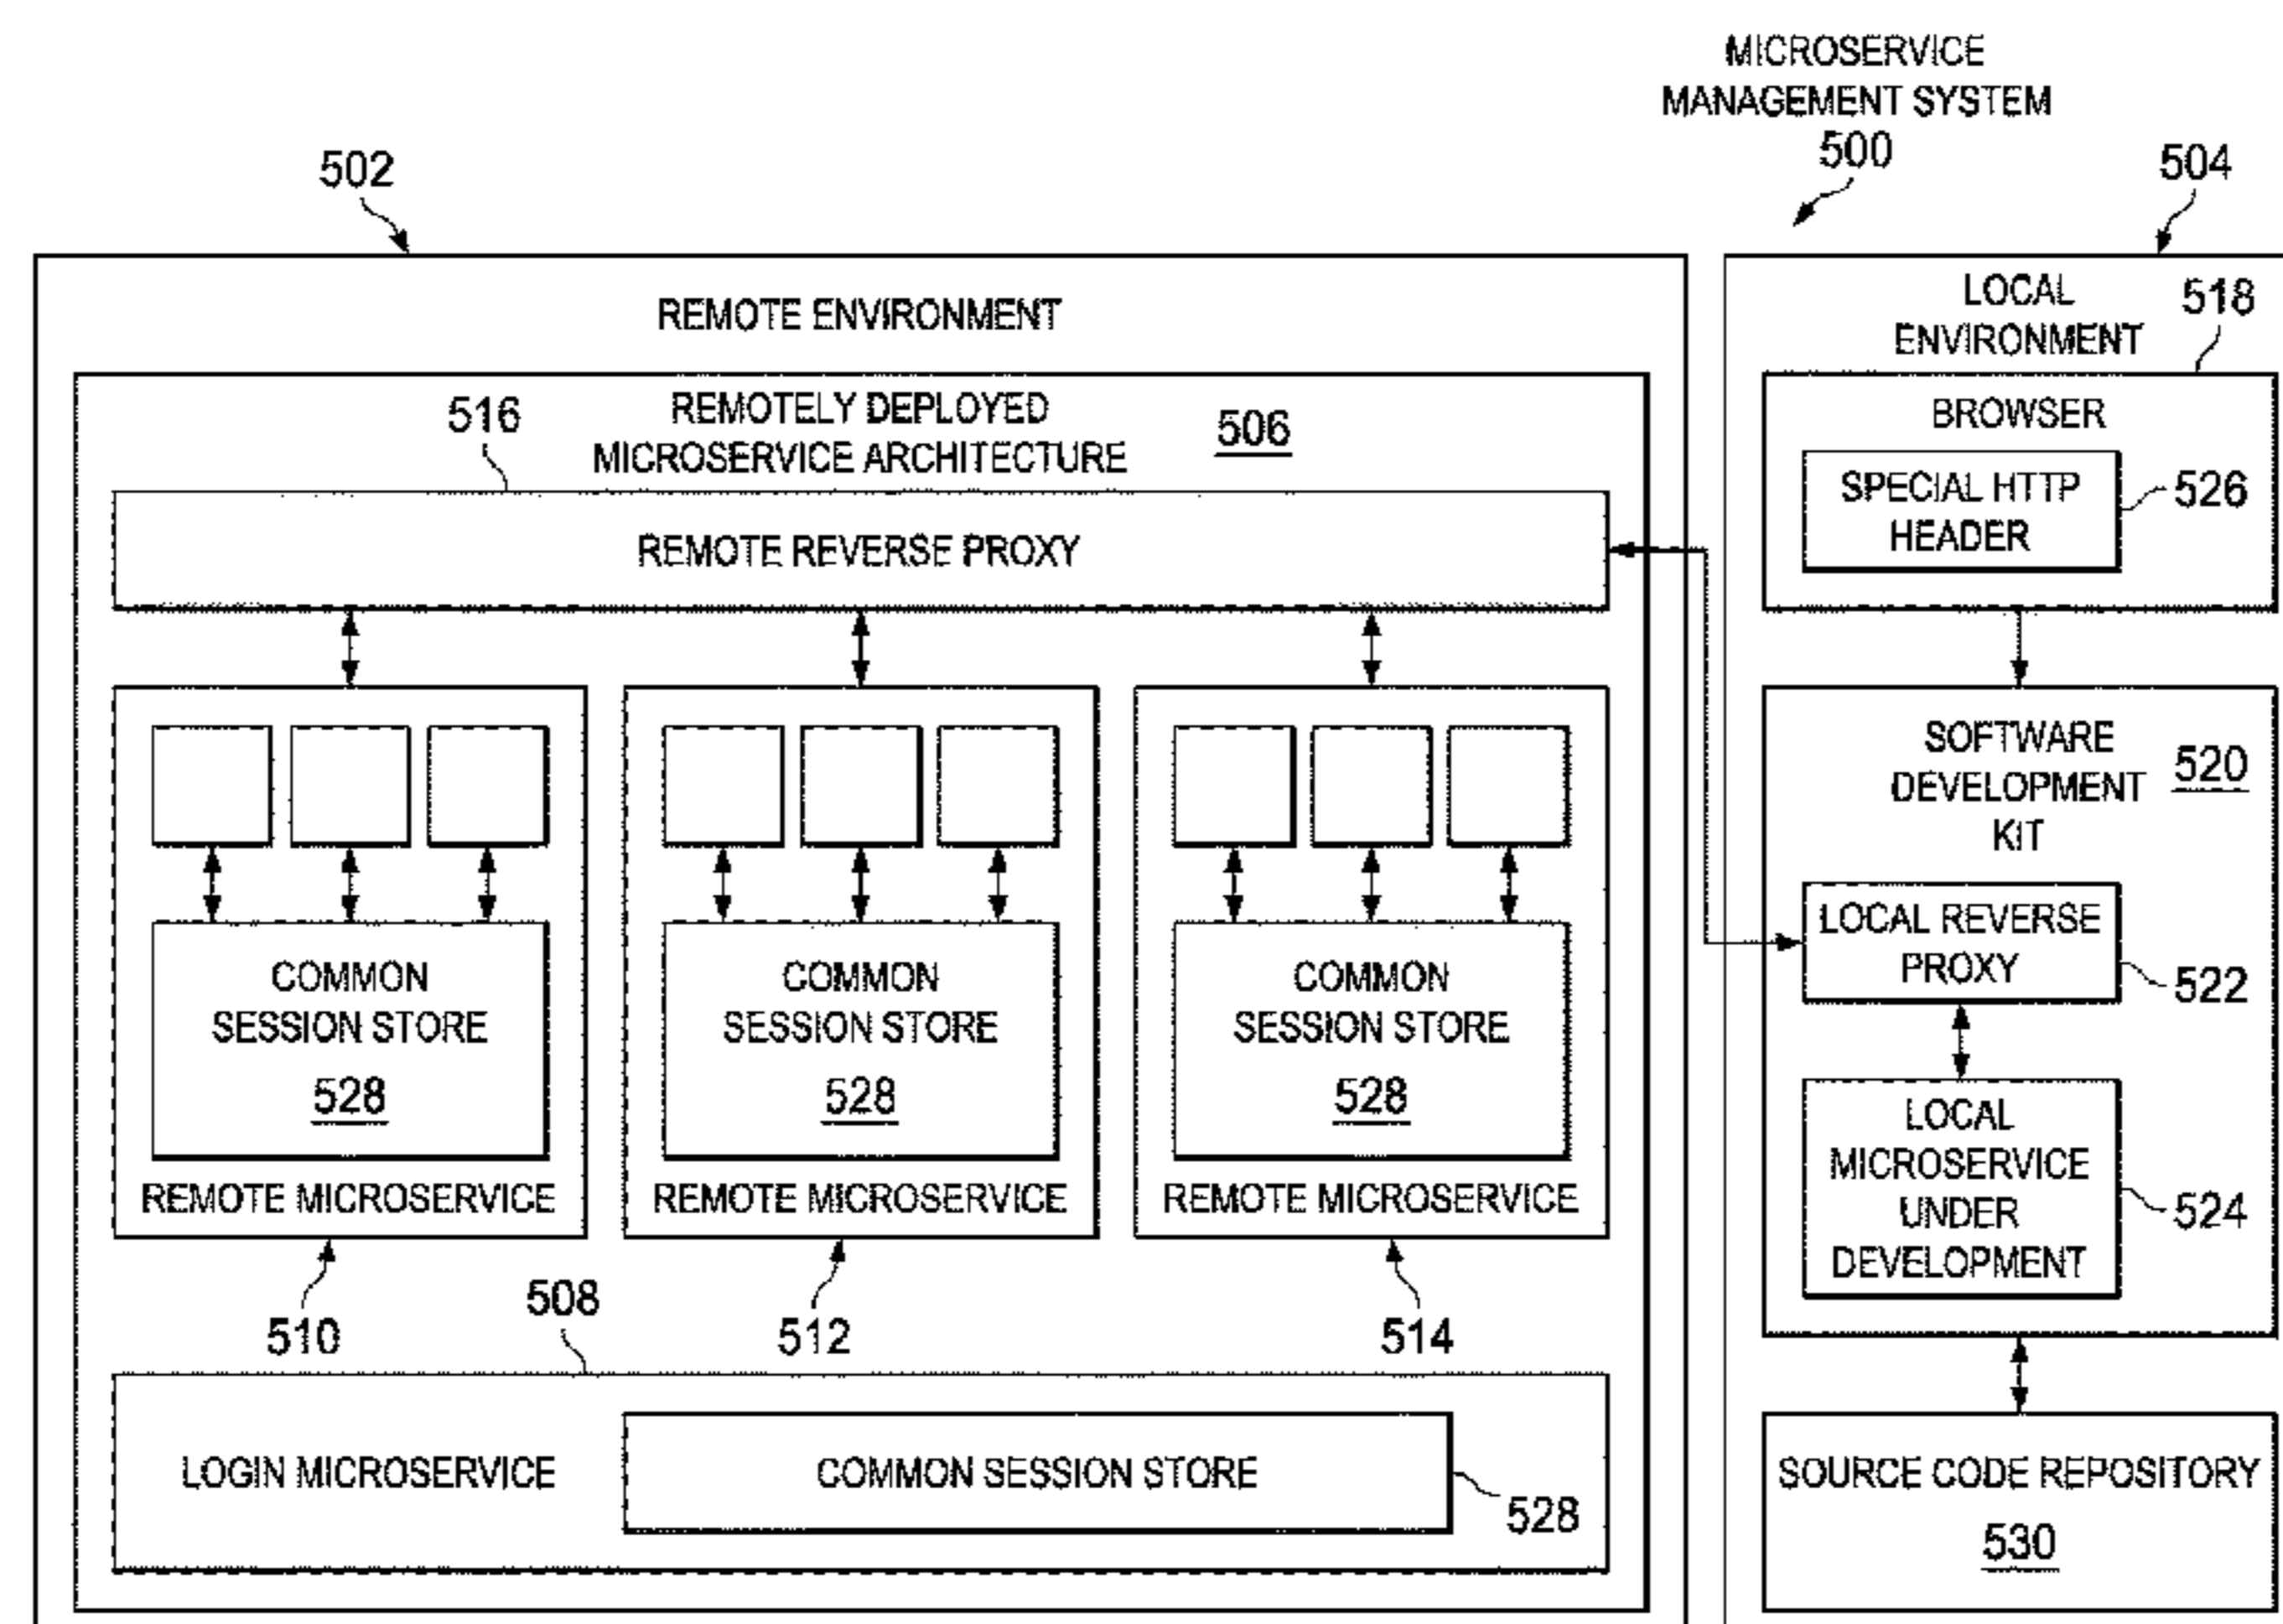 MICROSERVICE
MANAGEMENT SYSTEM
500
502
504
REMOTE ENVIRONMENT
REMOTELY DEPLOYED
MICROSERVICE ARCHITECTURE
506
516
REMOTE REVERSE PROXY
COMMON
SESSION STORE
528
REMOTE MICROSERVICE
510
COMMON
SESSION STORE
528
REMOTE MICROSERVICE
512
COMMON
SESSION STORE
528
REMOTE MICROSERVICE
514
508
LOGIN MICROSERVICE
COMMON SESSION STORE
528
LOCAL
ENVIRONMENT
518
BROWSER
SPECIAL HTTP
HEADER
526
SOFTWARE
DEVELOPMENT
KIT
520
LOCAL REVERSE
PROXY
522
LOCAL
MICROSERVICE
UNDER
DEVELOPMENT
524
SOURCE CODE REPOSITORY
530